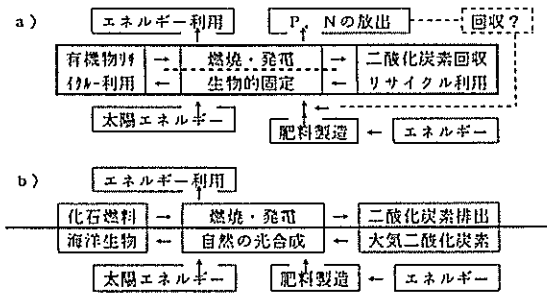 a) エネルギー利用 P、Nの放出 回収？
有機物リサ → 燃焼・発電 → 二酸化炭素回収
イクルー利用 ← 生物的固定 ← リサイクル利用
太陽エネルギー 肥料製造 ← エネルギー
b) エネルギー利用
化石燃料 → 燃焼・発電 → 二酸化炭素排出
海洋生物 ← 自然の光合成 ← 大気二酸化炭素
太陽エネルギー 肥料製造 ← エネルギー